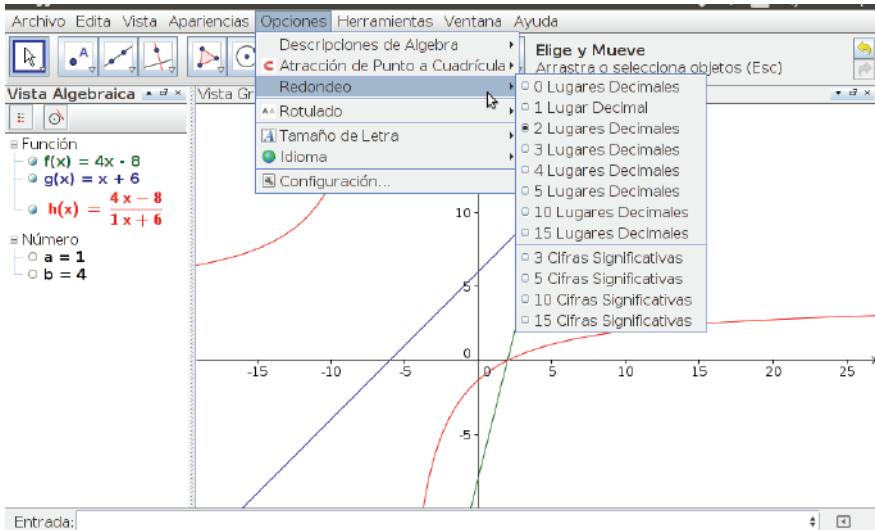 Archivo Edita Vista Apariencias Opciones Herramientas Ventana Ayuda
A
Elige y Mueve
Arrastra o selecciona objetos (Esc)
Descripciones de Algebra
Atracción de Punto a Cuadrícula
Redondeo
Rotulado
Tamaño de Letra
Idioma
Configuración...
0 Lugares Decimales
1 Lugar Decimal
2 Lugares Decimales
3 Lugares Decimales
4 Lugares Decimales
5 Lugares Decimales
10 Lugares Decimales
15 Lugares Decimales
3 Cifras Significativas
5 Cifras Significativas
10 Cifras Significativas
15 Cifras Significativas
Vista Algebraica
Vista Gr
Función
f(x) = 4x - 8
g(x) = x + 6
h(x) = 4 x − 8
1 x + 6
Número
a = 1
b = 4
10
5
0
-5
-15 -10 -5 0 5 10 15 20 25
Entrada: